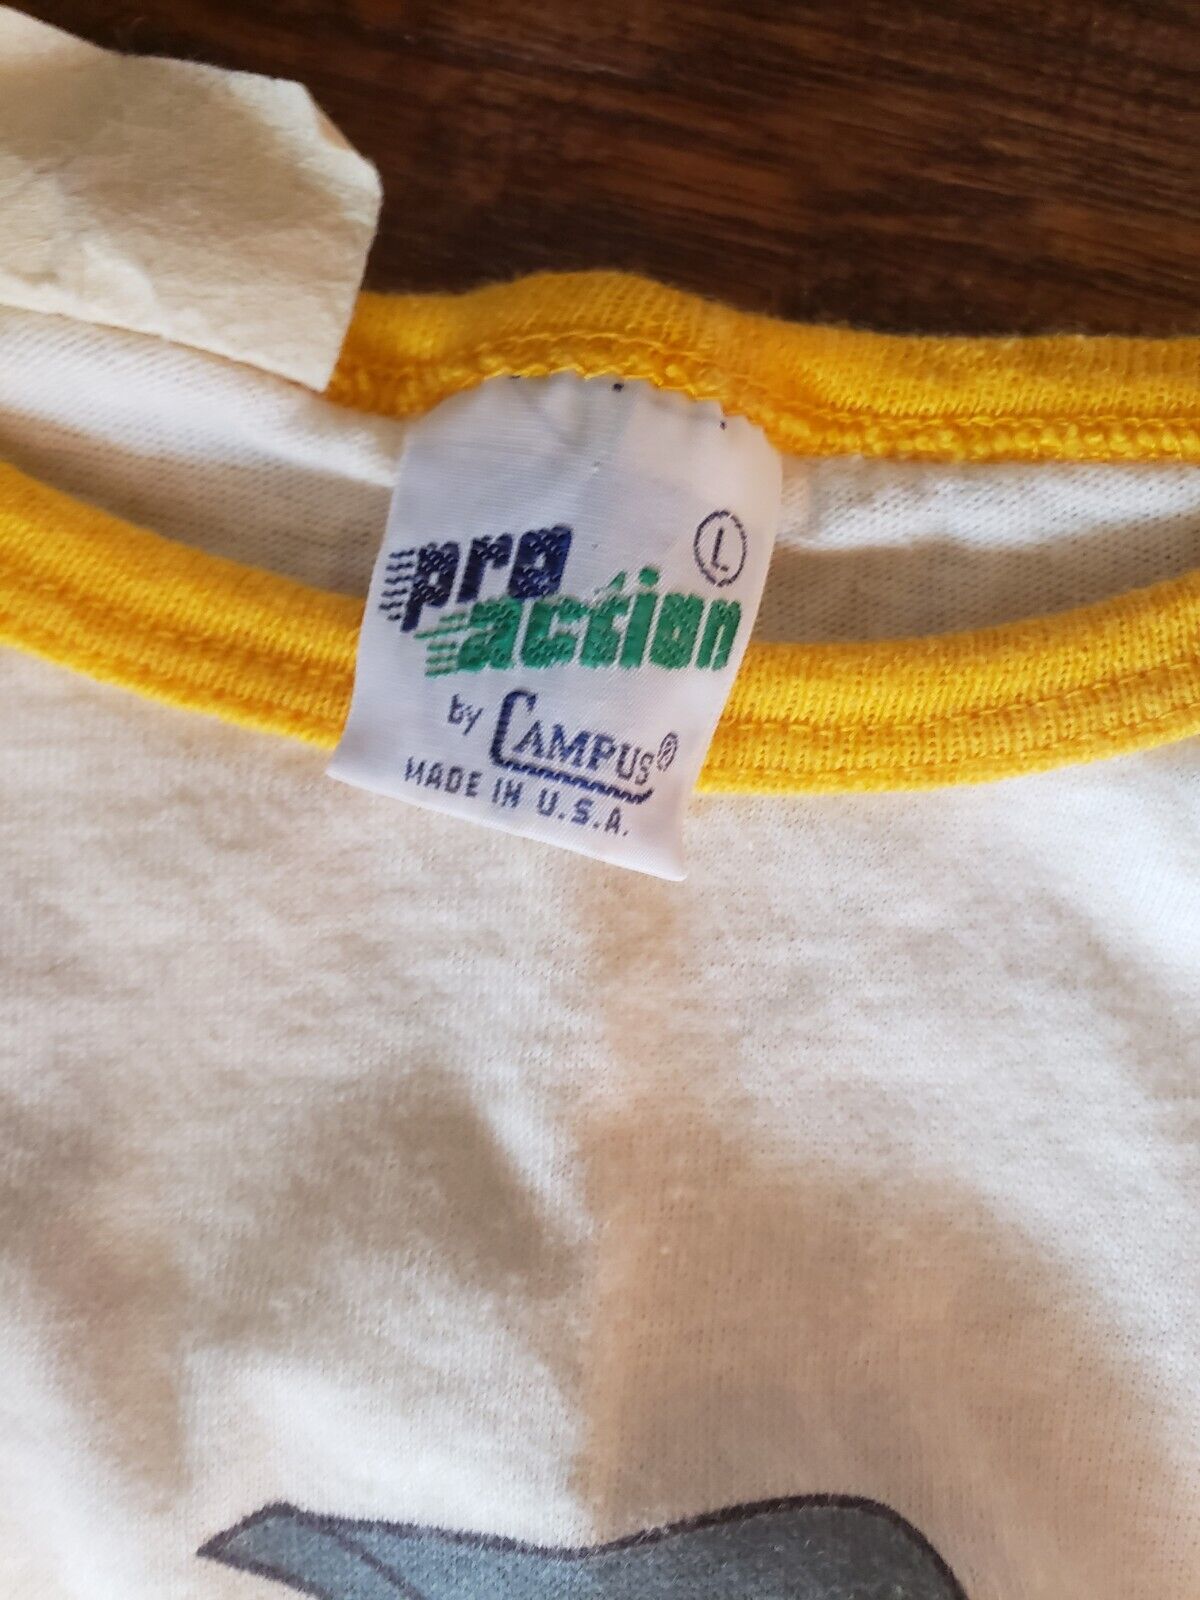 L
pro
action
by CAMPUS®
MADE IN U.S.A.